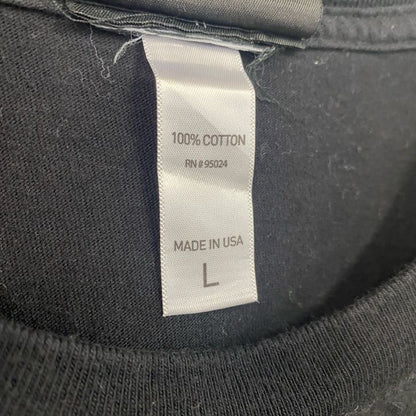 100% COTTON
RN # 95024
MADE IN USA
L